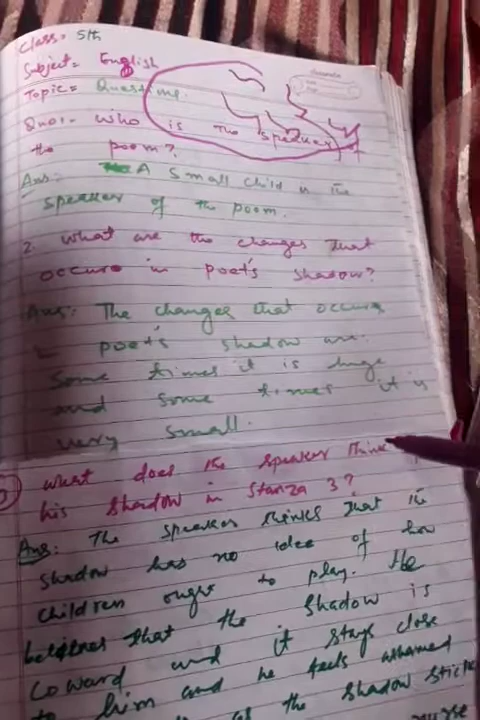 Class = 5th
Subject = English
Topic =
Que1- who is the speaker of
the poem?
Ans: A Small child is the
speaker of the poem.
2. what are the changes that
occurs in poet's shadow?
Ans: The changes that occurs
poet's shadow are:
Some times it is huge
and some times it is
very small.
3 what does the speaker think
his shadow in Stanza 3?
Ans: The speaker thinks that the
shadow has no idea of how
children ought to play. He
believes that the shadow is
Coward and it stays close
to him and he feels ashamed
the shadow stick